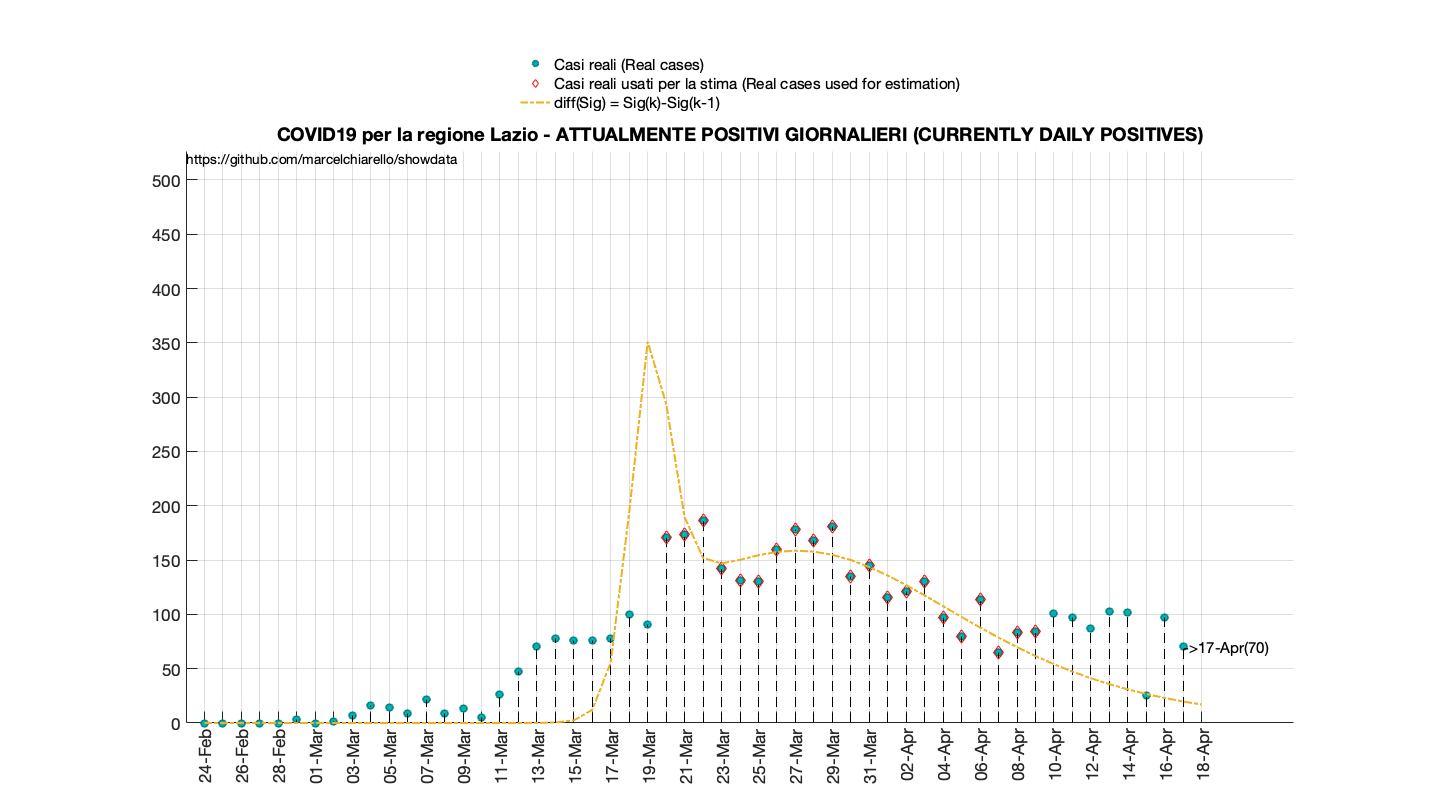 Casi reali (Real cases)
Casi reali usati per la stima (Real cases used for estimation)
diff(Sig) = Sig(k)-Sig(k-1)
COVID19 per la regione Lazio - ATTUALMENTE POSITIVI GIORNALIERI (CURRENTLY DAILY POSITIVES)
https://github.com/marcelchiarello/showdata
500
450
400
350
300
250
200
150
100
50
0
->17-Apr(70)
24-Feb
26-Feb
28-Feb
01-Mar
03-Mar
05-Mar
07-Mar
09-Mar
11-Mar
13-Mar
15-Mar
17-Mar
19-Mar
21-Mar
23-Mar
25-Mar
27-Mar
29-Mar
31-Mar
02-Apr
04-Apr
06-Apr
08-Apr
10-Apr
12-Apr
14-Apr
16-Apr
18-Apr